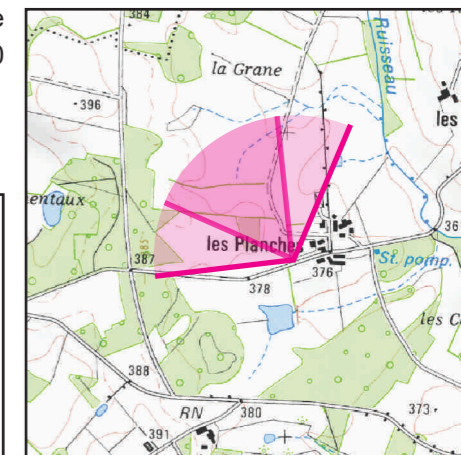 e
)
384
la Grane
Ruisseau
396
les
entaux
36
387
385
les Planches
378
376
St. pomp.
les C
388
RN
380
373
391